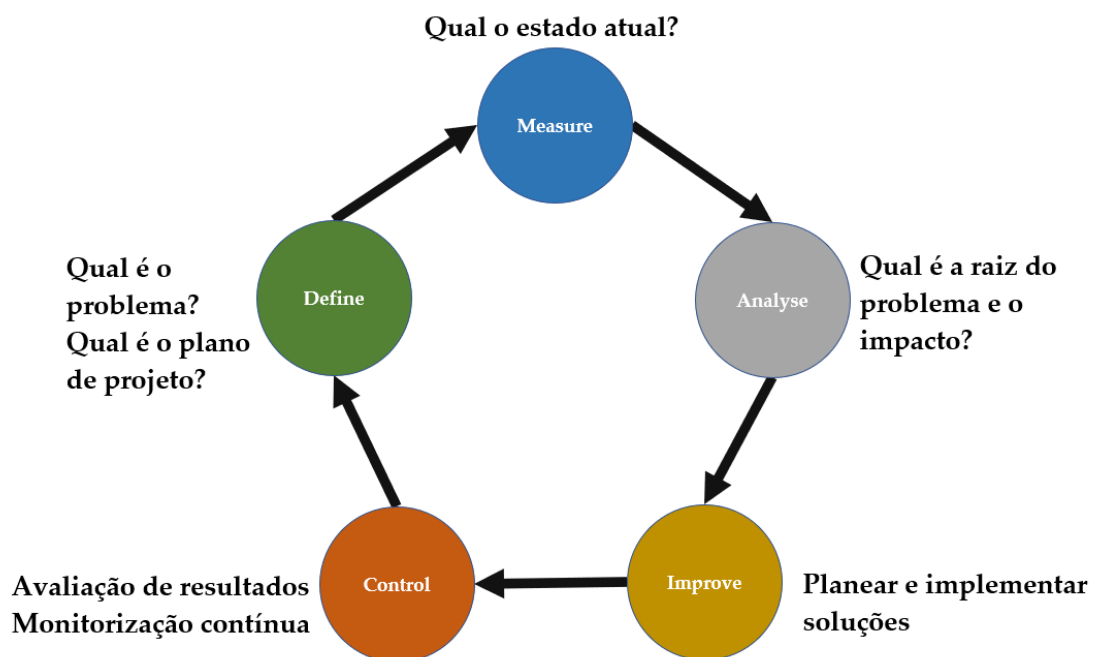 Qual o estado atual?
Measure
Define
Qual é o
problema?
Qual é o plano
de projeto?
Analyse
Qual é a raiz do
problema e o
impacto?
Control
Avaliação de resultados
Monitorização contínua
Improve
Planear e implementar
soluções